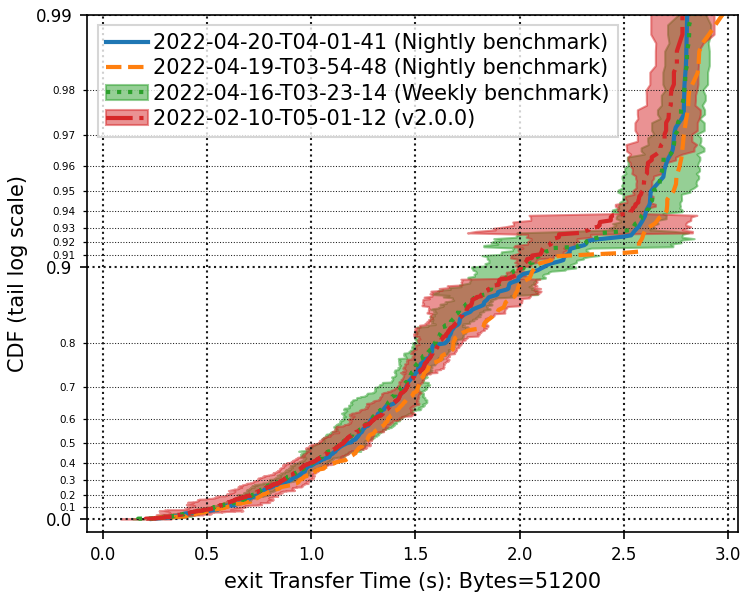 0.99
2022-04-20-T04-01-41 (Nightly benchmark)
2022-04-19-T03-54-48 (Nightly benchmark)
2022-04-16-T03-23-14 (Weekly benchmark)
2022-02-10-T05-01-12 (v2.0.0)
0.98
0.97
0.96
0.95
0.94
0.93
0.92
0.91
0.9
0.8
0.7
0.6
0.5
0.4
0.3
0.2
0.1
0.0
CDF (tail log scale)
0.0 0.5 1.0 1.5 2.0 2.5 3.0
exit Transfer Time (s): Bytes=51200